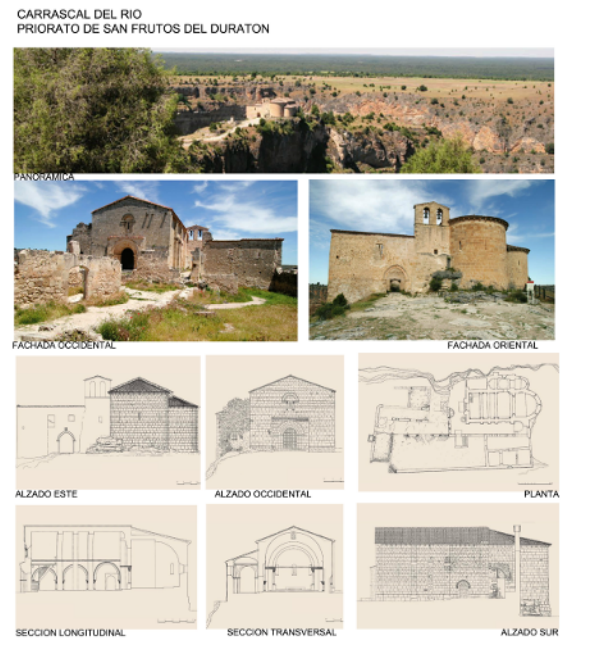 CARRASCAL DEL RIO
PRIORATO DE SAN FRUTOS DEL DURATON
PANORAMICA
FACHADA OCCIDENTAL
FACHADA ORIENTAL
ALZADO ESTE
ALZADO OCCIDENTAL
PLANTA
SECCION LONGITUDINAL
SECCION TRANSVERSAL
ALZADO SUR